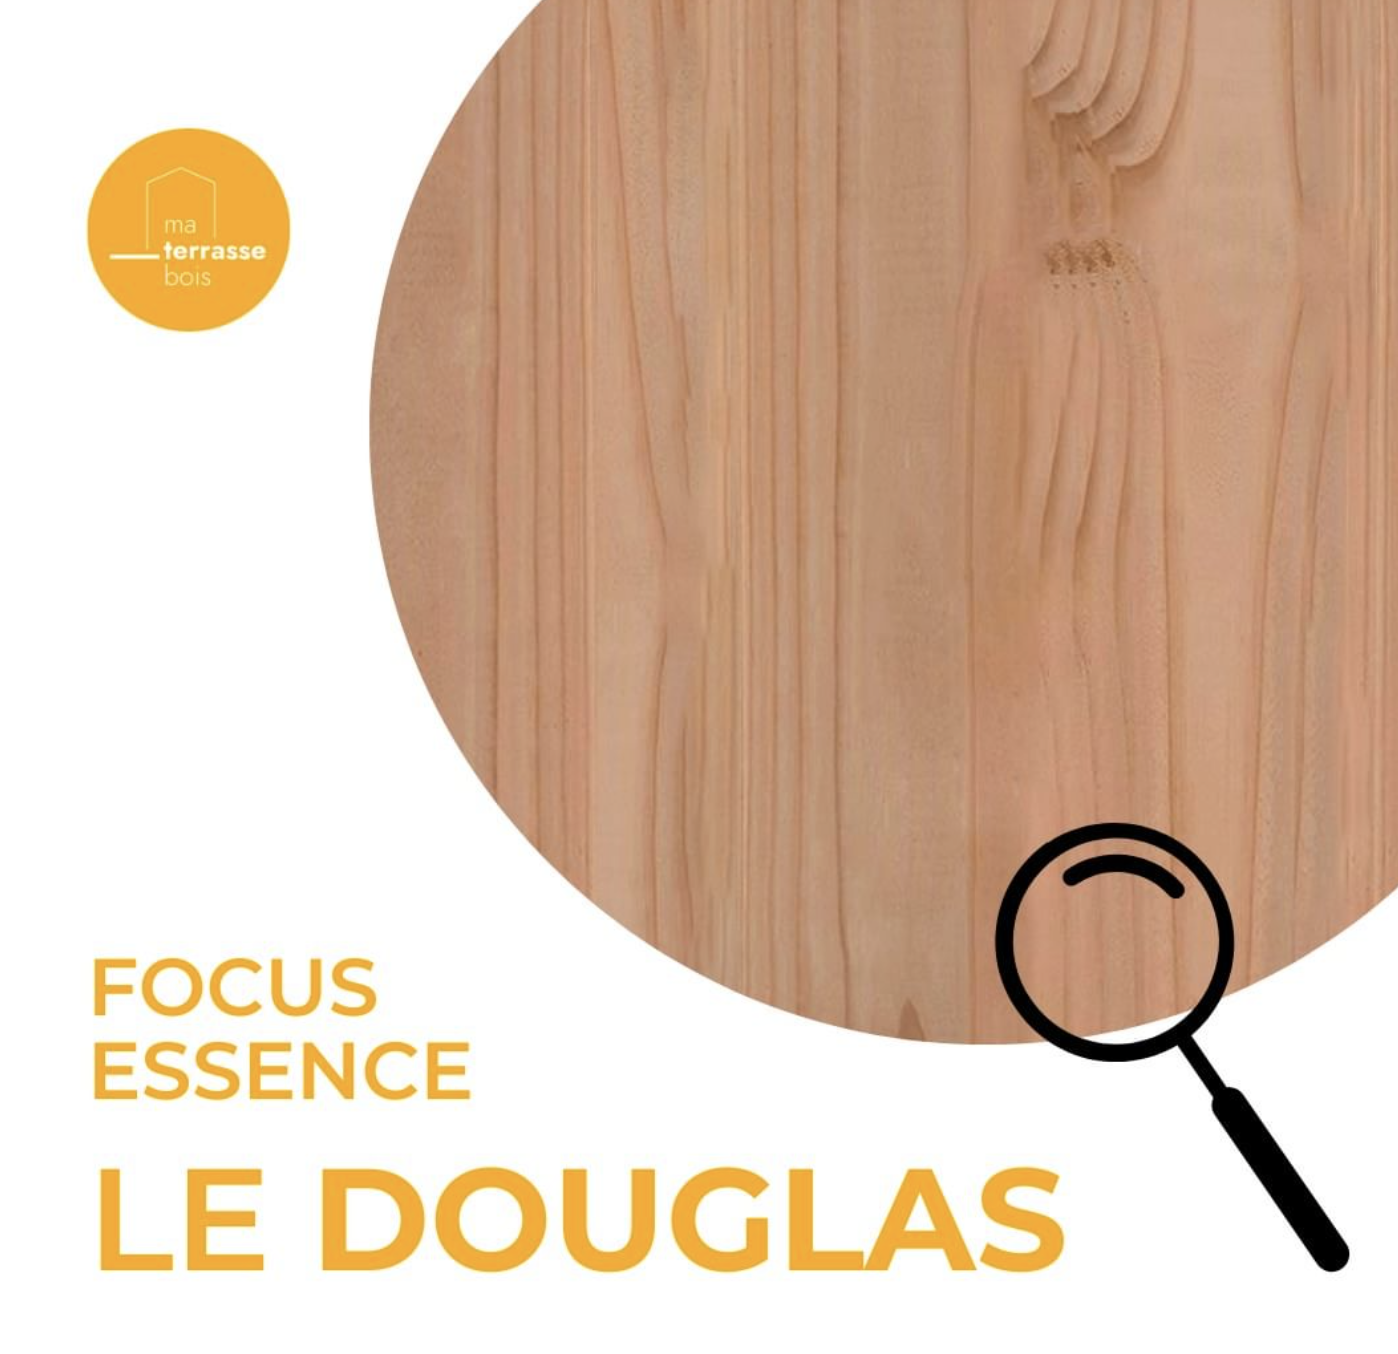 ma
terrasse
bois
FOCUS
ESSENCE
LE DOUGLAS